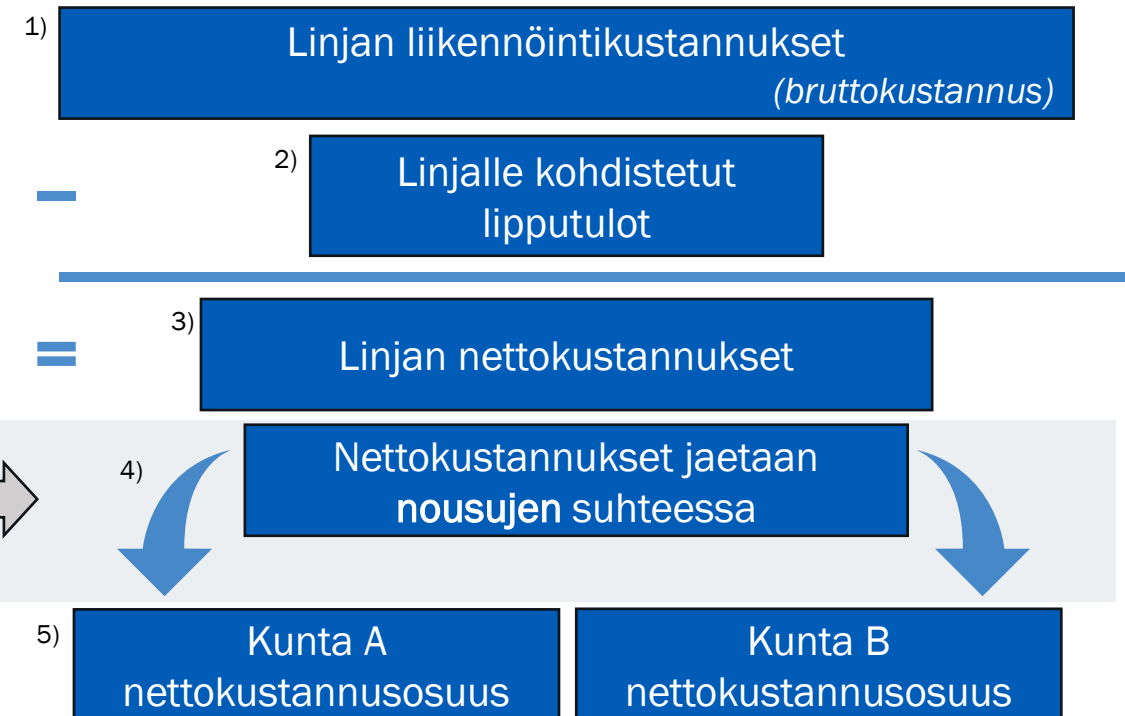 1)
Linjan liikennöintikustannukset
(bruttokustannus)
2)
Linjalle kohdistetut
lipputulot
–
=
3)
Linjan nettokustannukset
4)
Nettokustannukset jaetaan
nousujen suhteessa
5)
Kunta A
nettokustannusosuus
Kunta B
nettokustannusosuus